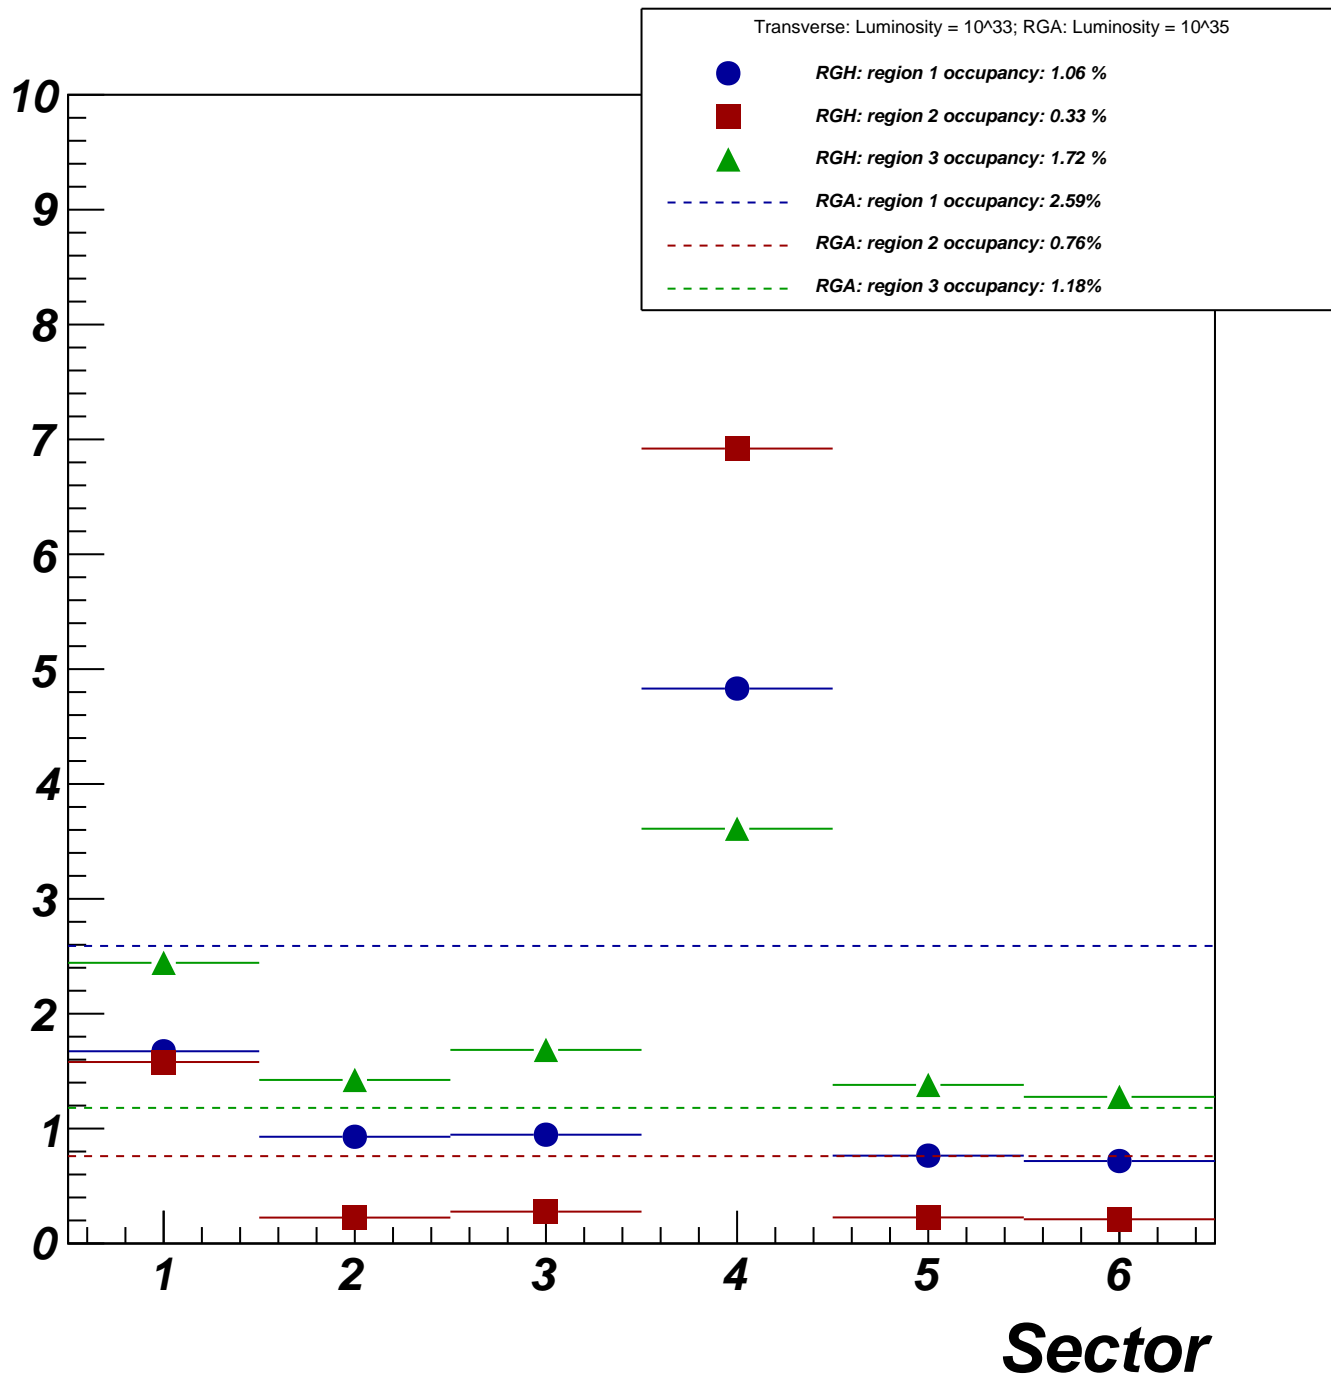 Transverse: Luminosity = 10^33; RGA: Luminosity = 10^35
RGH: region 1 occupancy: 1.06 %
RGH: region 2 occupancy: 0.33 %
RGH: region 3 occupancy: 1.72 %
RGA: region 1 occupancy: 2.59%
RGA: region 2 occupancy: 0.76%
RGA: region 3 occupancy: 1.18%
10
9
8
7
6
5
4
3
2
1
0
1 2 3 4 5 6
Sector